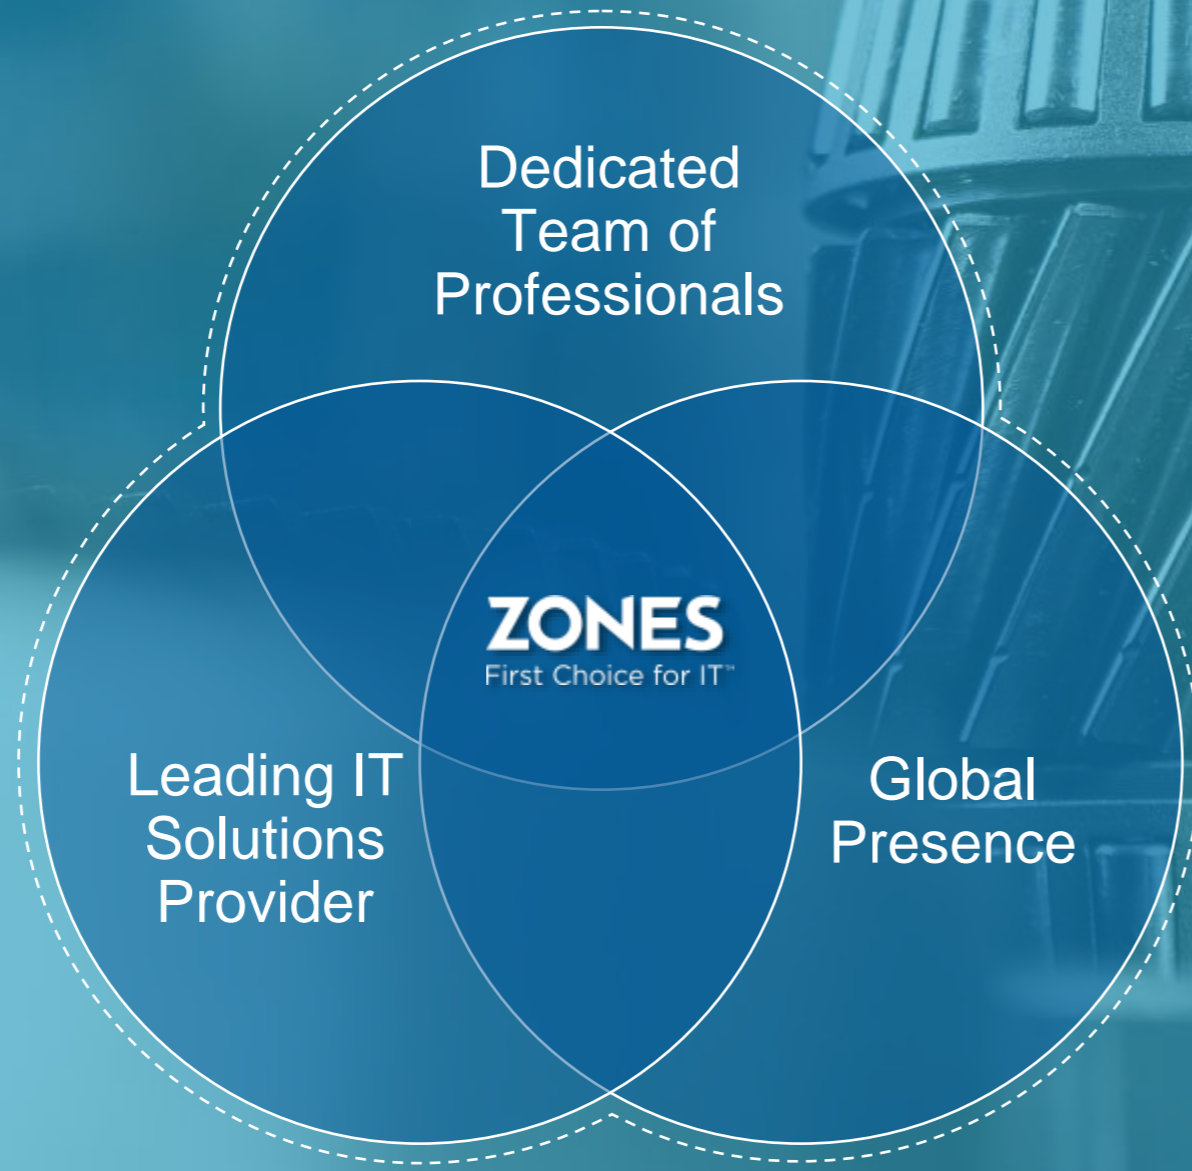 Dedicated
Team of
Professionals
ZONES
First Choice for IT™
Leading IT
Solutions
Provider
Global
Presence